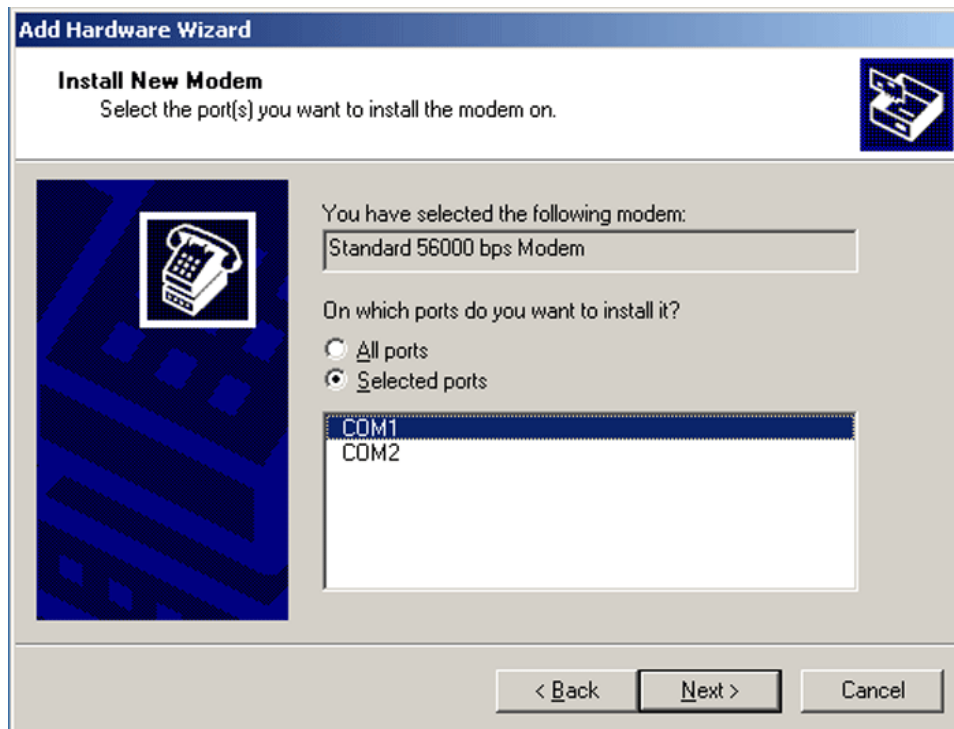 Add Hardware Wizard
Install New Modem
Select the port(s) you want to install the modem on.
You have selected the following modem:
Standard 56000 bps Modem
On which ports do you want to install it?
All ports
Selected ports
COM1
COM2
< Back
Next >
Cancel